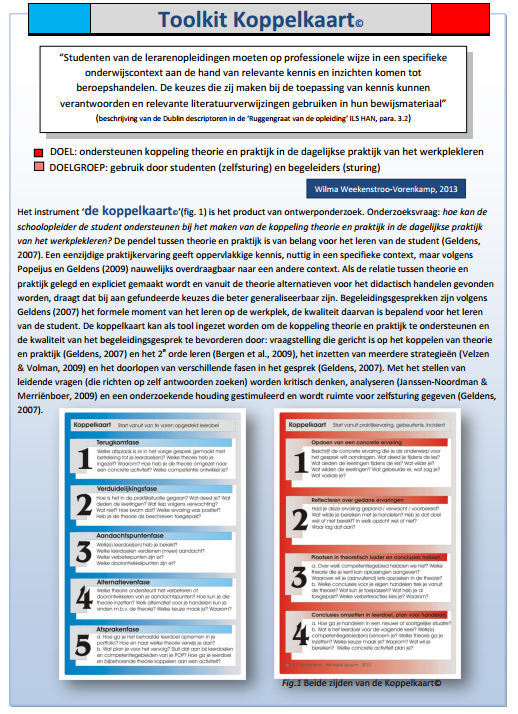 Toolkit Koppelkaart©
“Studenten van de lerarenopleidingen moeten op professionele wijze in een specifieke
onderwijscontext aan de hand van relevante kennis en inzichten komen tot
beroepshandelen. De keuzes die zij maken bij de toepassing van kennis kunnen
verantwoorden en relevante literatuurverwijzingen gebruiken in hun bewijsmateriaal”
(beschrijving van de Dublin descriptoren in de ‘Ruggengraat van de opleiding’ ILS HAN, para. 3.2)
DOEL: ondersteunen koppeling theorie en praktijk in de dagelijkse praktijk van het werkplekleren
DOELGROEP: gebruik door studenten (zelfsturing) en begeleiders (sturing)
Wilma Weekenstroo-Vorenkamp, 2013
Het instrument ‘de koppelkaart©’(fig. 1) is het product van ontwerponderzoek. Onderzoeksvraag: hoe kan de
schoolopleider de student ondersteunen bij het maken van de koppeling theorie en praktijk in de dagelijkse praktijk
van het werkplekleren? De pendel tussen theorie en praktijk is van belang voor het leren van de student (Geldens,
2007). Een eenzijdige praktijkervaring geeft oppervlakkige kennis, nuttig in een specifieke context, maar volgens
Popeijus en Geldens (2009) nauwelijks overdraagbaar naar een andere context. Als de relatie tussen theorie en
praktijk gelegd en expliciet gemaakt wordt en vanuit de theorie alternatieven voor het didactisch handelen gevonden
worden, draagt dat bij aan gefundeerde keuzes die beter generaliseerbaar zijn. Begeleidingsgesprekken zijn volgens
Geldens (2007) het formele moment van het leren op de werkplek, de kwaliteit daarvan is bepalend voor het leren
van de student. De koppelkaart kan als tool ingezet worden om de koppeling theorie en praktijk te ondersteunen en
de kwaliteit van het begeleidingsgesprek te bevorderen door: vraagstelling die gericht is op het koppelen van theorie
en praktijk (Geldens, 2007) en het 2e orde leren (Bergen et al., 2009), het inzetten van meerdere strategieën (Velzen
& Volman, 2009) en het doorlopen van verschillende fasen in het gesprek (Geldens, 2007). Met het stellen van
leidende vragen (die richten op zelf antwoorden zoeken) worden kritisch denken, analyseren (Janssen-Noordman &
Merriënboer, 2009) en een onderzoekende houding gestimuleerd en wordt ruimte voor zelfsturing gegeven (Geldens,
2007).
Koppelkaart Start vanuit van te voren opgesteld leerdoel
Terugkomfase
1
Welke afspraak is er in het vorige gesprek gemaakt met
betrekking tot je leerdoel(en)? Welke theorie heb je
ingezet? Waarom? Hoe heb je de theorie omgezet naar
een concrete activiteit? Welke competentie ontwikkel je?
Verduidelijkingsfase
2
Hoe is het in de praktijksituatie gegaan? Wat deed je? Wat
deden de leerlingen? Wat liep volgens verwachting?
Wat niet? Hoe kwam dat? Welke ervaring was positief?
Heb je de theorie als beschreven toegepast?
Aandachtspuntenfase
3
Welk(e) leerdoel(en) heb je bereikt?
Welke leerdoelen verdienen (meer) aandacht?
Welke verbeterpunten zijn er?
Welke doorontwikkelpunten zijn er?
Alternatievenfase
4
Welke theorie ondersteunt het verbeteren of
doorontwikkelen van je aandachtspunten? Hoe kun je die
theorie inzetten? Welk alternatief voor je handelen kun je
vinden m.b.v. de theorie? Welke keuze maak je? Waarom?
Afsprakenfase
5
a. Hoe ga je het behaalde leerdoel opnemen in je
portfolio? Hoe en naar welke theorie verwijs je dan?
b. Wat plan je voor het vervolg? Sluit dat aan bij leerdoelen
en competentiegebieden van je POP? Hoe ga je leerdoel
en bijbehorende theorie koppelen aan een activiteit?
Koppelkaart Start vanuit praktijkervaring, gebeurtenis, incident
Opdoen van een concrete ervaring
1
Beschrijf de concrete ervaring die je als onderwerp voor
het gesprek wilt aandragen. Wat deed je tijdens de les?
Wat deden de leerlingen tijdens de les? Wat wilde je?
Wat wilden de leerlingen? Wat gebeurde er, wat zag je?
Wat voelde je?
Reflecteren over gedane ervaringen
2
Had je deze ervaring gepland / verwacht / voorbereid?
Wat wilde je bereiken met je handelen? Heb je dat doel
wel of niet bereikt? In welk opzicht wel of niet?
Waar lag dat aan?
Plaatsen in theoretisch kader en conclusies trekken
3
a. Over welk competentiegebied hebben we het? Welke
theorie die je kent kan oplossingen aangeven?
Waarover wil je (aanvullend) iets opzoeken in de theorie?
b. Welke conclusies voor je eigen handelen trek je vanuit
de theorie? Wat kun je toepassen? Wat heb je al
toegepast? Welke verbeteracties kies je? Waarom?
Conclusies omzetten in leerdoel, plan voor handelen
4
a. Hoe ga je handelen in een nieuwe of soortgelijke situatie?
b. Wat is het leerdoel voor de volgende keer? Welk(e)
competentiegebied(en) benoem je? Welke theorie ga je
inzetten? Welke keuze maak je? Waarom? Wat wil je
bereiken? Welke concrete activiteit plan je?
Fig.1 Beide zijden van de Koppelkaart©